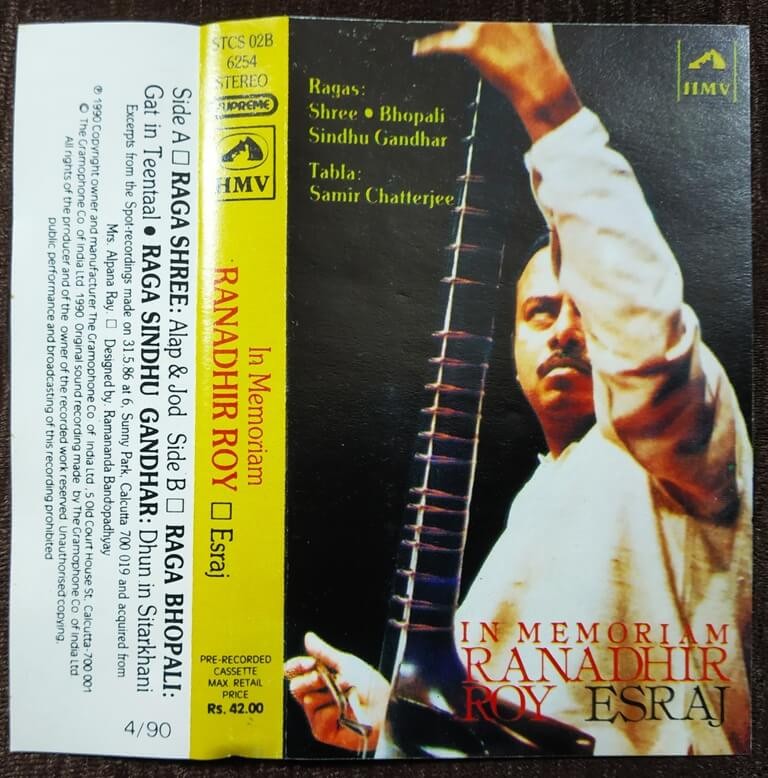 Side A □ RAGA SHREE: Alap & Jod Side B □ RAGA BHOPALI:
Gat in Teentaal • RAGA SINDHU GANDHAR: Dhun in Sitarkhani
Excerpts from the Spot-recordings made on 31.5.86 at 6, Sunny Park, Calcutta 700 019 and acquired from
Mrs. Alpana Ray. □ Designed by Ramananda Bandopadhyay
℗ 1990 Copyright owner and manufacturer The Gramophone Co. of India Ltd., 5 Old Court House St. Calcutta-700 001
© The Gramophone Co. of India Ltd. 1990 Original sound recording made by The Gramophone Co. of India Ltd
All rights of the producer and of the owner of the recorded work reserved Unauthorised copying,
public performance and broadcasting of this recording prohibited
4/90
STCS 02B
6254
STEREO
SUPREME
HMV
In Memoriam
RANADHIR ROY □ Esraj
PRE-RECORDED
CASSETTE
MAX. RETAIL
PRICE
Rs. 42.00
Ragas:
Shree • Bhopali
Sindhu Gandhar
Tabla:
Samir Chatterjee
HMV
IN MEMORIAM
RANADHIR
ROY ESRAJ